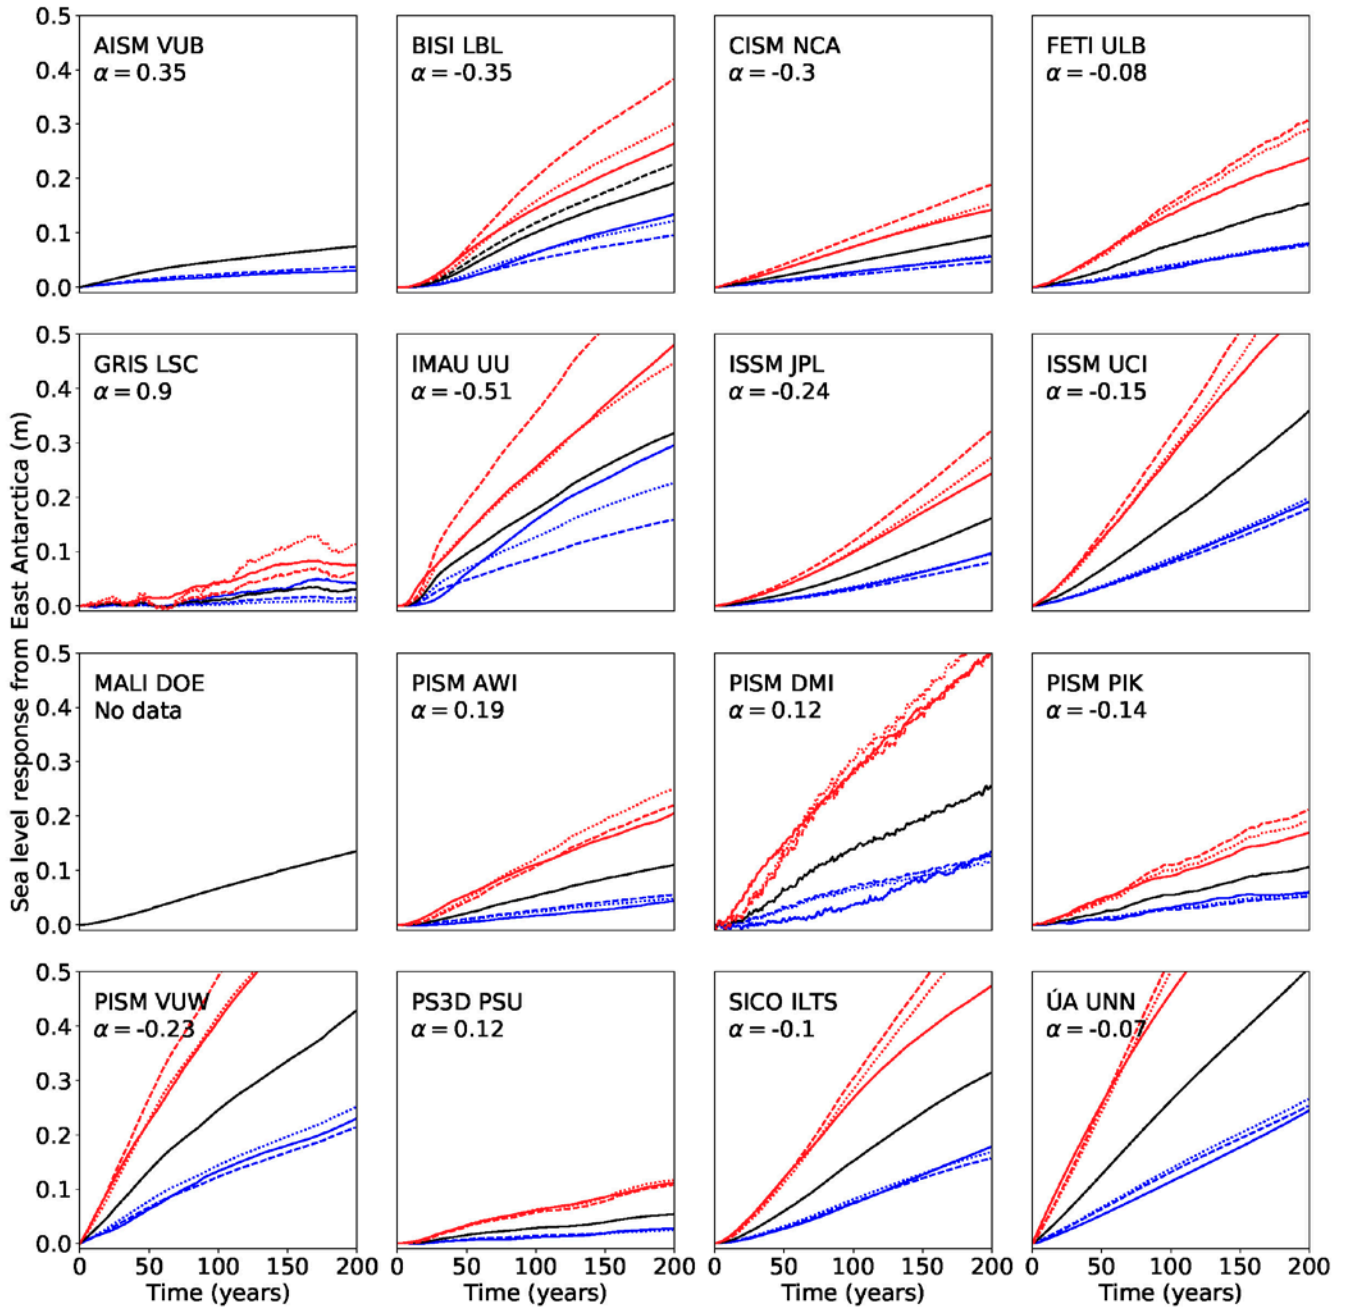 Sea level response from East Antarctica (m)
0.5
0.4
0.3
0.2
0.1
0.0
AISM VUB
α = 0.35
BISI LBL
α = -0.35
CISM NCA
α = -0.3
FETI ULB
α = -0.08
0.5
0.4
0.3
0.2
0.1
0.0
GRIS LSC
α = 0.9
IMAU UU
α = -0.51
ISSM JPL
α = -0.24
ISSM UCI
α = -0.15
0.5
0.4
0.3
0.2
0.1
0.0
MALI DOE
No data
PISM AWI
α = 0.19
PISM DMI
α = 0.12
PISM PIK
α = -0.14
0.5
0.4
0.3
0.2
0.1
0.0
PISM VUW
α = -0.23
PS3D PSU
α = 0.12
SICO ILTS
α = -0.1
ÚA UNN
α = -0.07
0 50 100 150 200
0 50 100 150 200
0 50 100 150 200
0 50 100 150 200
Time (years)
Time (years)
Time (years)
Time (years)